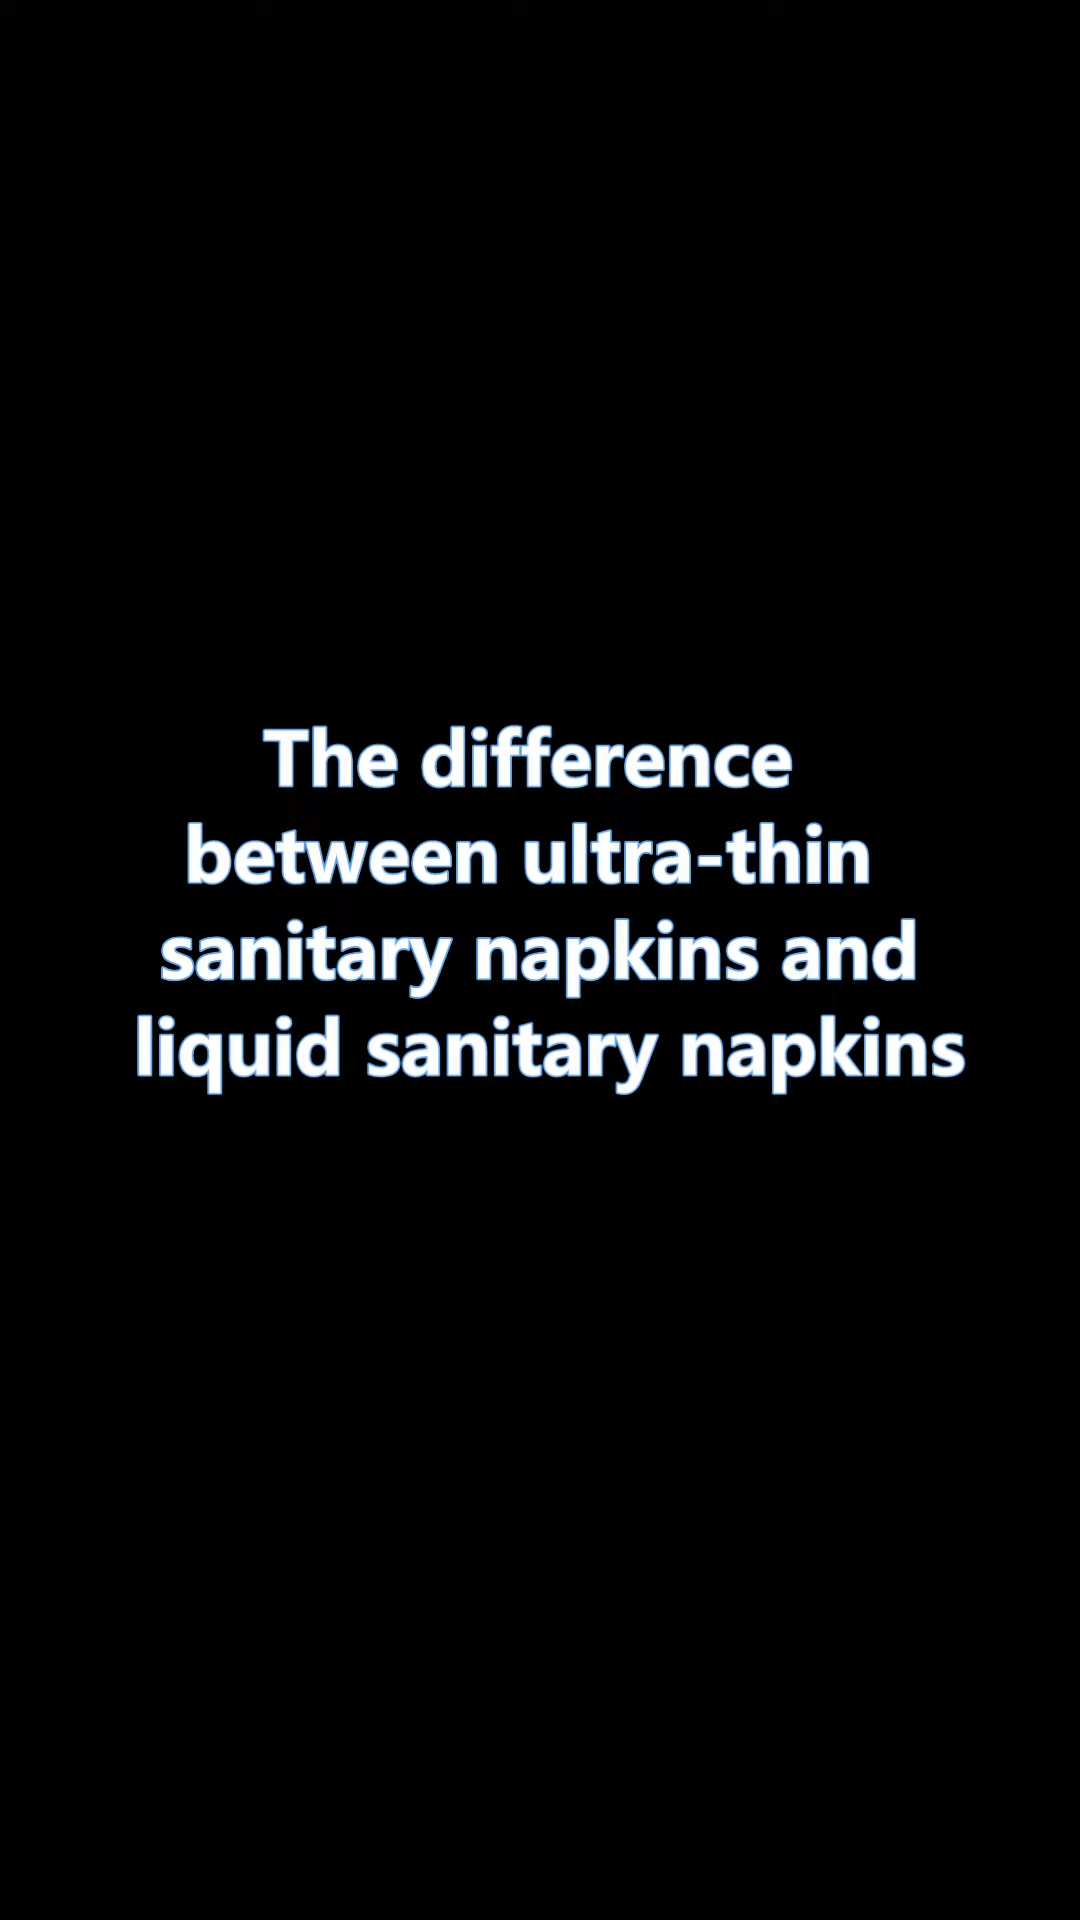 The difference
between ultra-thin
sanitary napkins and
liquid sanitary napkins